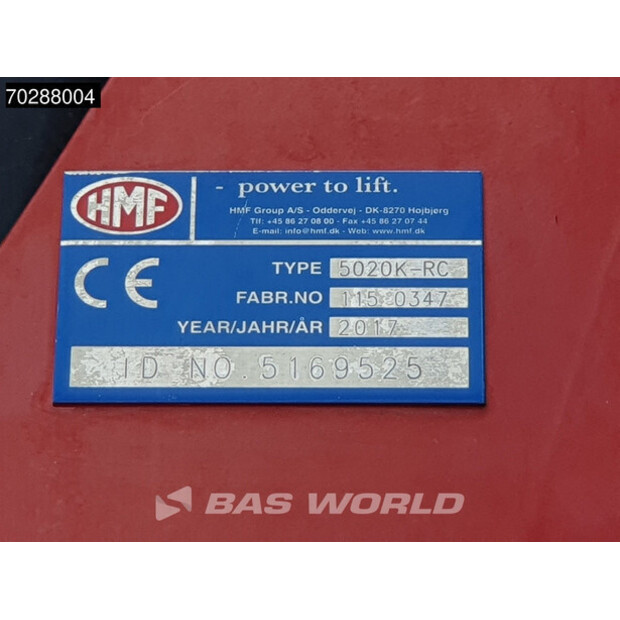 70288004
HMF
- power to lift.
HMF Group A/S - Oddervej - DK-8270 Højbjerg
Tlf: +45 86 27 08 00 - Fax +45 86 27 07 44
E-mail: info@hmf.dk - Web: www.hmf.dk
CE
TYPE 5020K-RC
FABR.NO 115 0347
YEAR/JAHR/ÅR 2017
ID NO.5169525
BAS WORLD